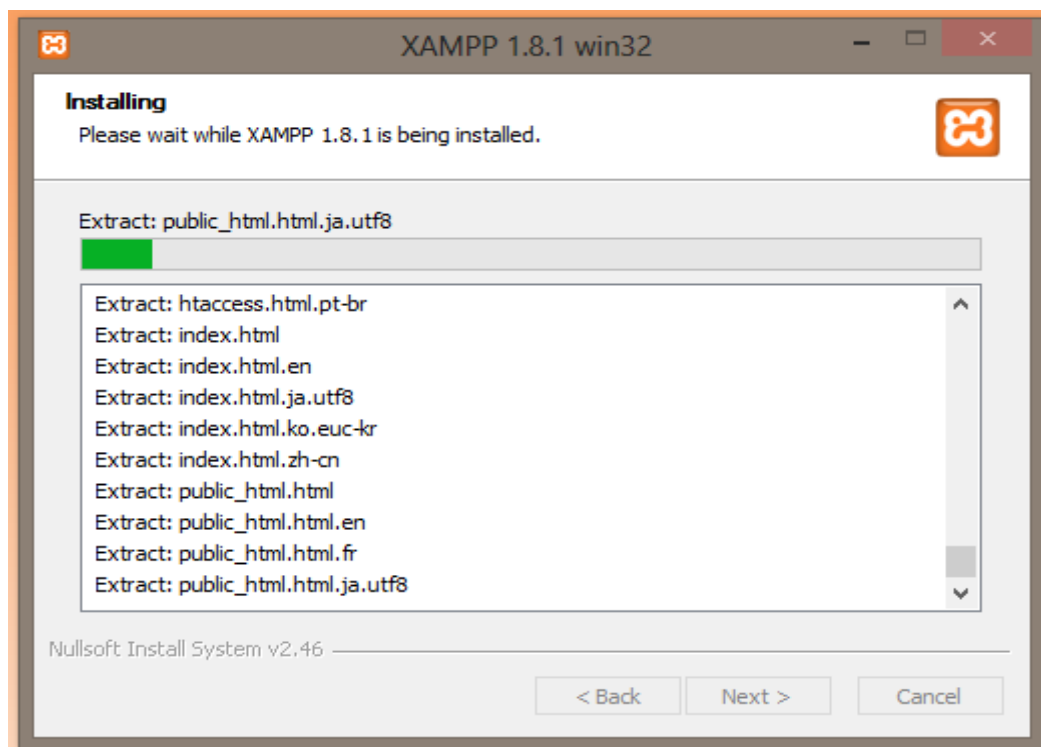 XAMPP 1.8.1 win32
Installing
Please wait while XAMPP 1.8.1 is being installed.
Extract: public_html.html.ja.utf8
Extract: htaccess.html.pt-br
Extract: index.html
Extract: index.html.en
Extract: index.html.ja.utf8
Extract: index.html.ko.euc-kr
Extract: index.html.zh-cn
Extract: public_html.html
Extract: public_html.html.en
Extract: public_html.html.fr
Extract: public_html.html.ja.utf8
Nullsoft Install System v2.46
< Back Next > Cancel